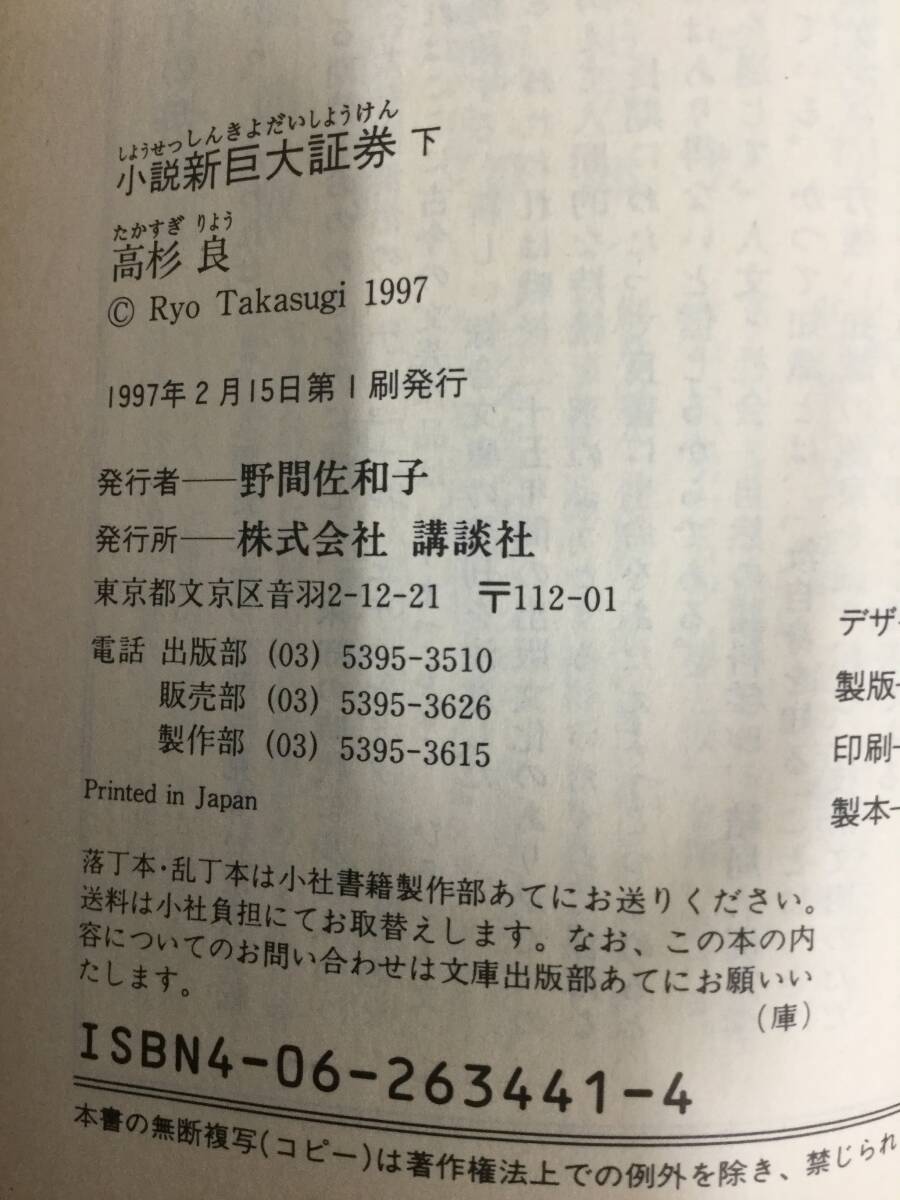 しようせつしんきよだいしようけん
小説新巨大証券 下
たかすぎ りよう
高杉 良
© Ryo Takasugi 1997
1997年2月15日第1刷発行
発行者──野間佐和子
発行所──株式会社 講談社
東京都文京区音羽2-12-21 〒112-01
電話 出版部 (03) 5395-3510
販売部 (03) 5395-3626
製作部 (03) 5395-3615
Printed in Japan
デザ
製版
印刷
製本
落丁本・乱丁本は小社書籍製作部あてにお送りください。
送料は小社負担にてお取替えします。なお、この本の内
容についてのお問い合わせは文庫出版部あてにお願いい
たします。
(庫)
ISBN4-06-263441-4
本書の無断複写(コピー)は著作権法上での例外を除き、禁じられ